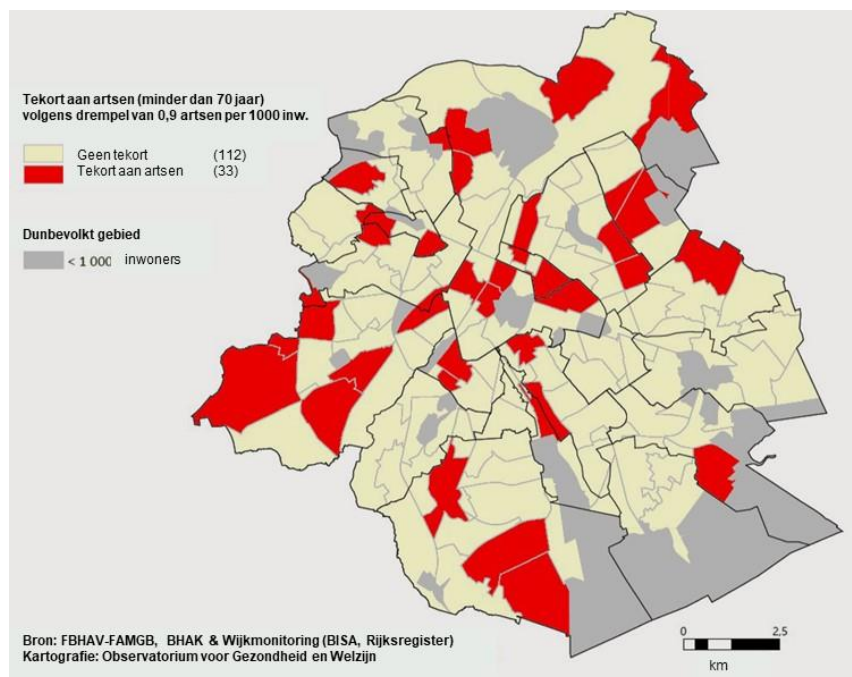 Tekort aan artsen (minder dan 70 jaar)
volgens drempel van 0,9 artsen per 1000 inw.
Geen tekort (112)
Tekort aan artsen (33)
Dunbevolkt gebied
< 1 000 inwoners
Bron: FBHAV-FAMGB, BHAK & Wijkmonitoring (BISA, Rijksregister)
Kartografie: Observatorium voor Gezondheid en Welzijn
0 2,5
km